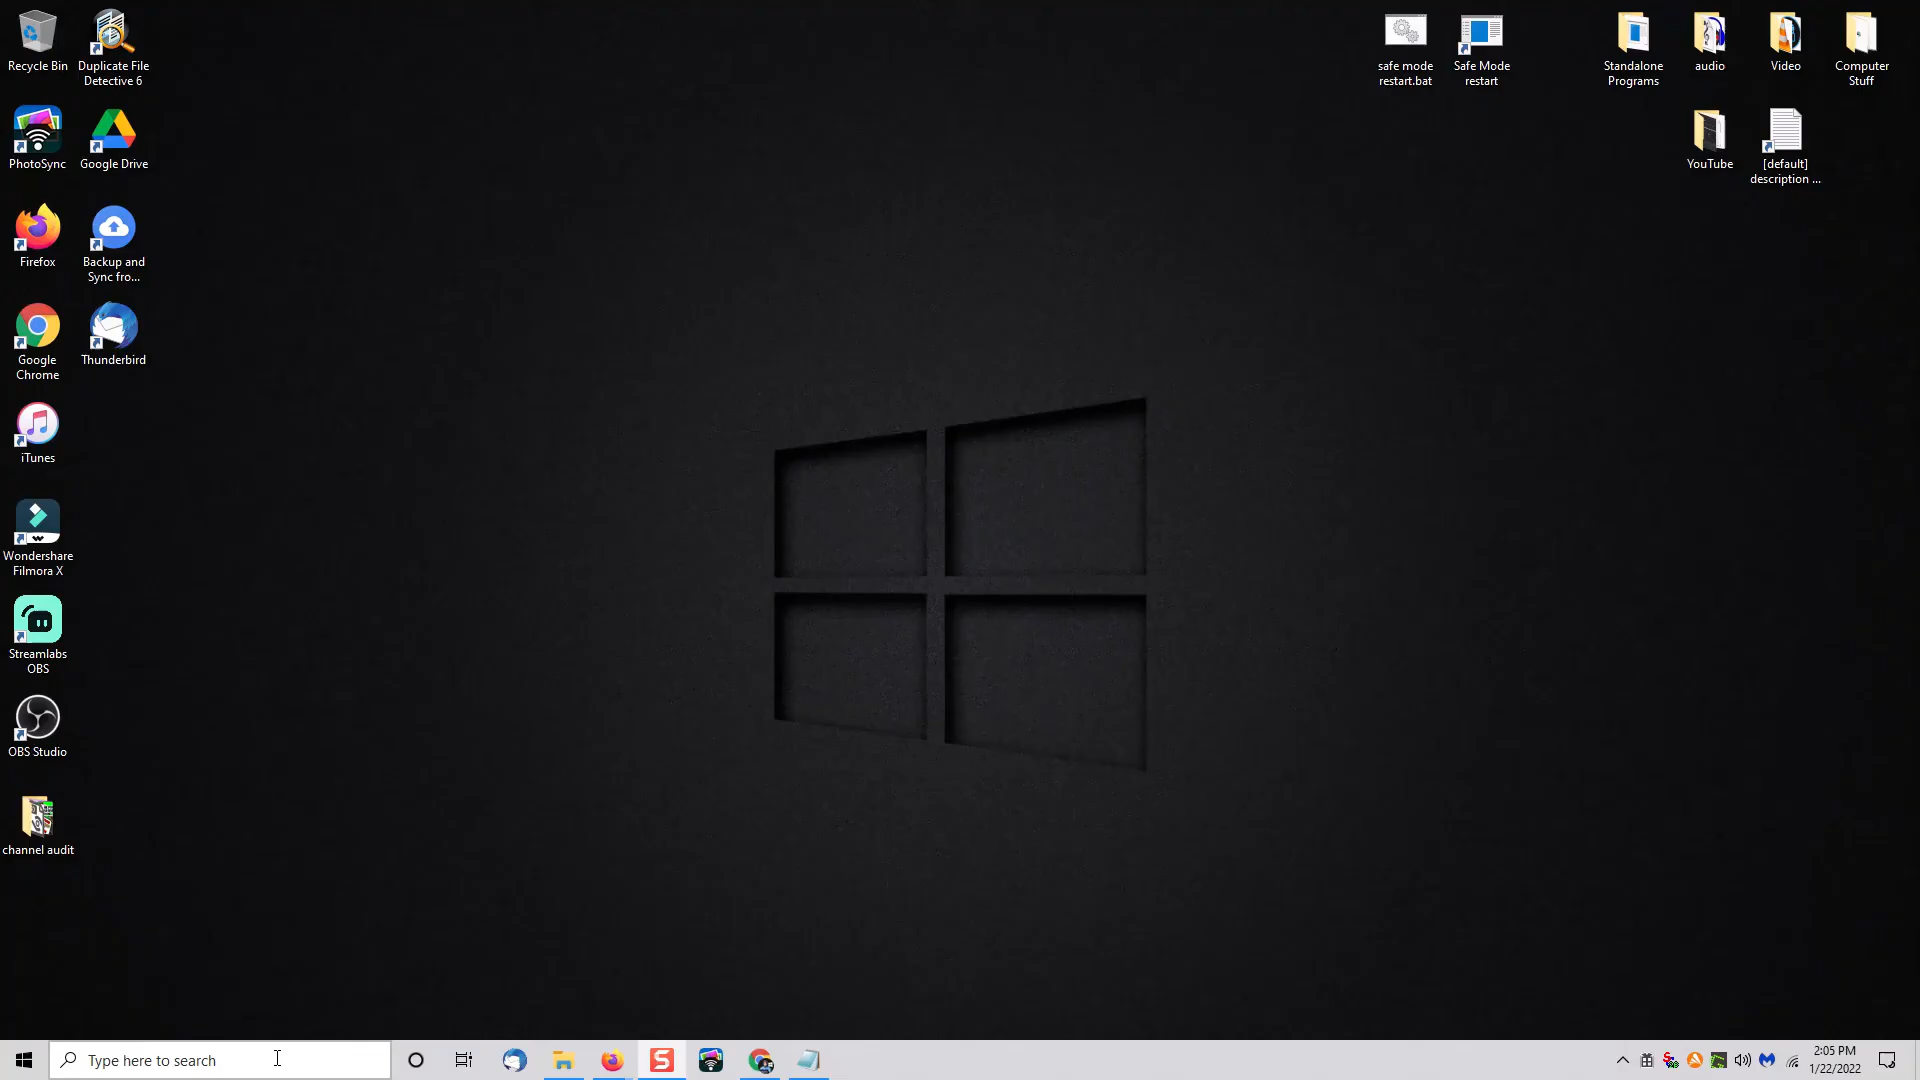 Recycle Bin
Duplicate File
Detective 6
safe mode
restart.bat
Safe Mode
restart
Standalone
Programs
audio
Video
Computer
Stuff
PhotoSync
Google Drive
YouTube
[default]
description ...
Firefox
Backup and
Sync fro...
Google
Chrome
Thunderbird
iTunes
Wondershare
Filmora X
Streamlabs
OBS
OBS Studio
channel audit
Type here to search
S
2:05 PM
1/22/2022